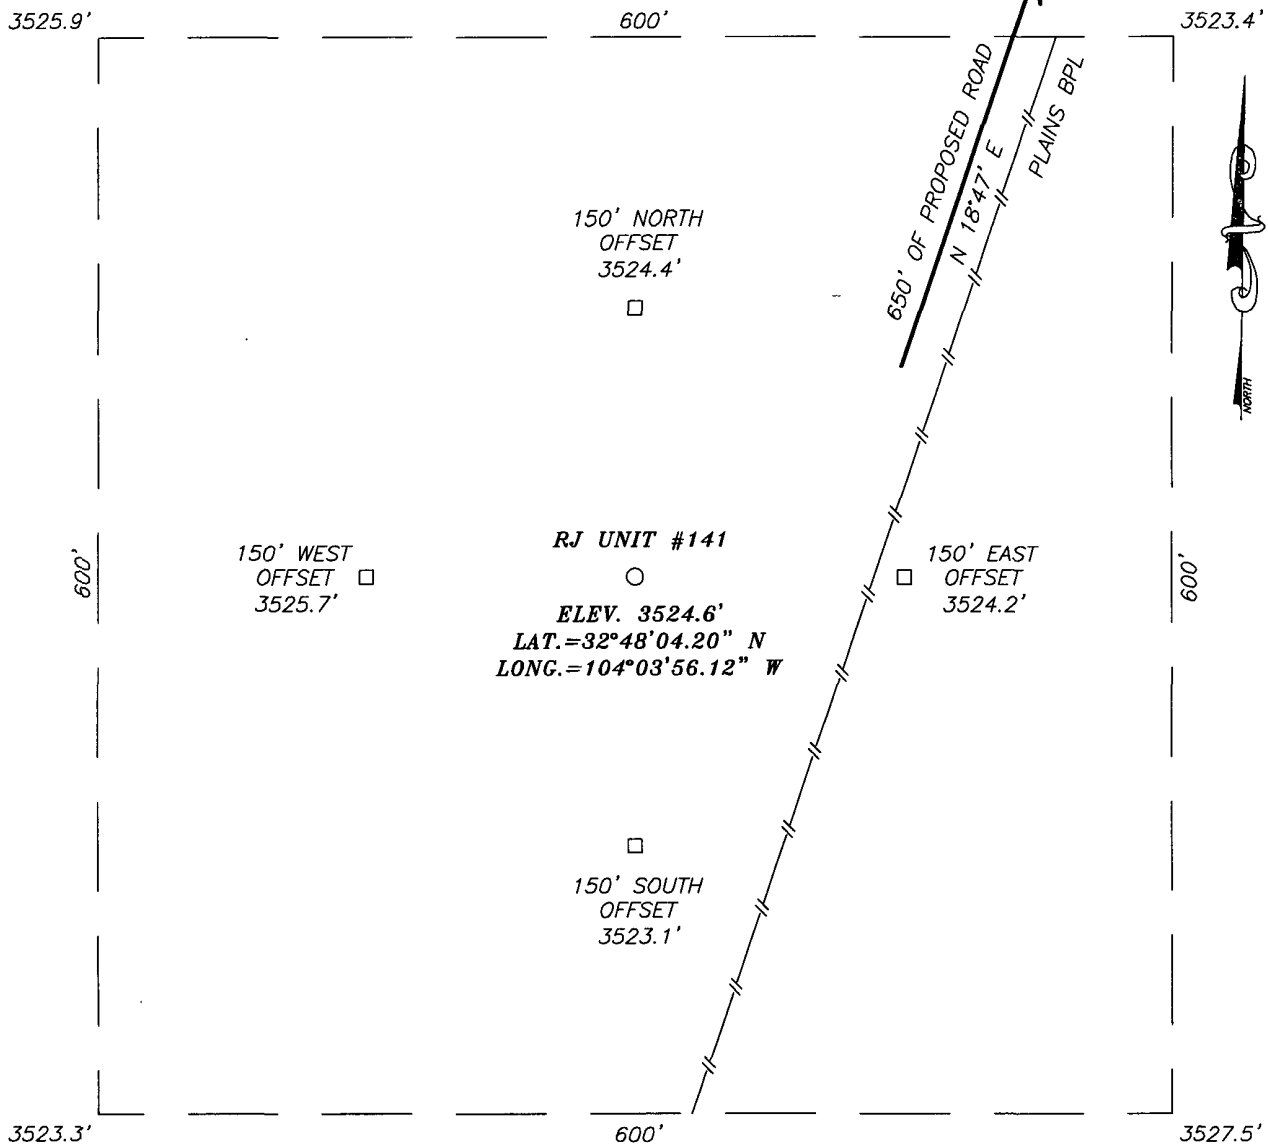 3525.9'
600'
3523.4'
650' OF PROPOSED ROAD
N 18°47' E
PLAINS BPL
150' NORTH
OFFSET
3524.4'
NORTH
600'
150' WEST
OFFSET
3525.7'
RJ UNIT #141
ELEV. 3524.6'
LAT.=32°48'04.20" N
LONG.=104°03'56.12" W
150' EAST
OFFSET
3524.2'
600'
150' SOUTH
OFFSET
3523.1'
3523.3'
600'
3527.5'